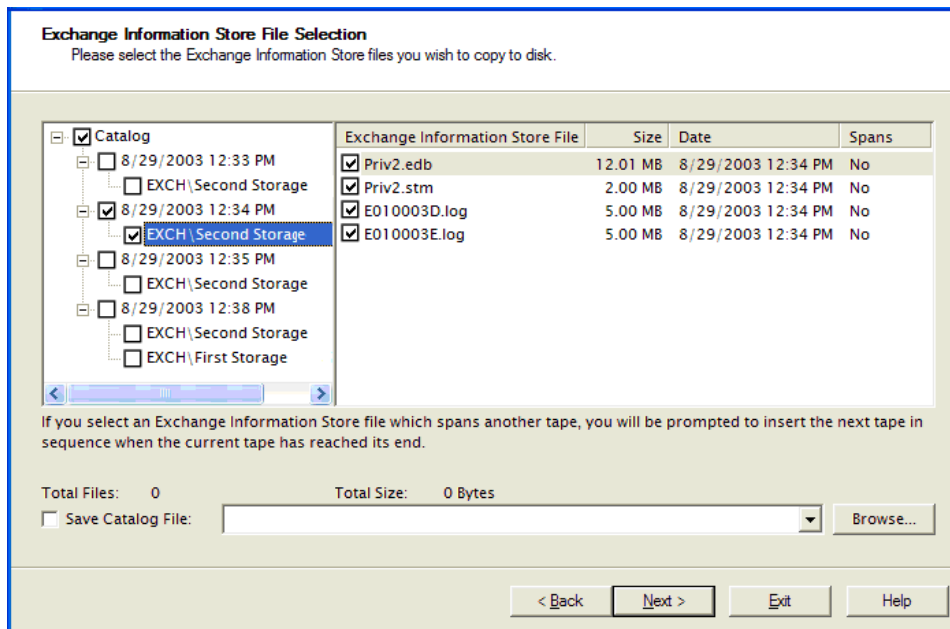 Exchange Information Store File Selection
Please select the Exchange Information Store files you wish to copy to disk.
Catalog
8/29/2003 12:33 PM
EXCH\Second Storage
8/29/2003 12:34 PM
EXCH\Second Storage
8/29/2003 12:35 PM
EXCH\Second Storage
8/29/2003 12:38 PM
EXCH\Second Storage
EXCH\First Storage
Exchange Information Store File Size Date Spans
Priv2.edb 12.01 MB 8/29/2003 12:34 PM No
Priv2.stm 2.00 MB 8/29/2003 12:34 PM No
E010003D.log 5.00 MB 8/29/2003 12:34 PM No
E010003E.log 5.00 MB 8/29/2003 12:34 PM No
If you select an Exchange Information Store file which spans another tape, you will be prompted to insert the next tape in
sequence when the current tape has reached its end.
Total Files: 0 Total Size: 0 Bytes
Save Catalog File: Browse...
< Back Next > Exit Help